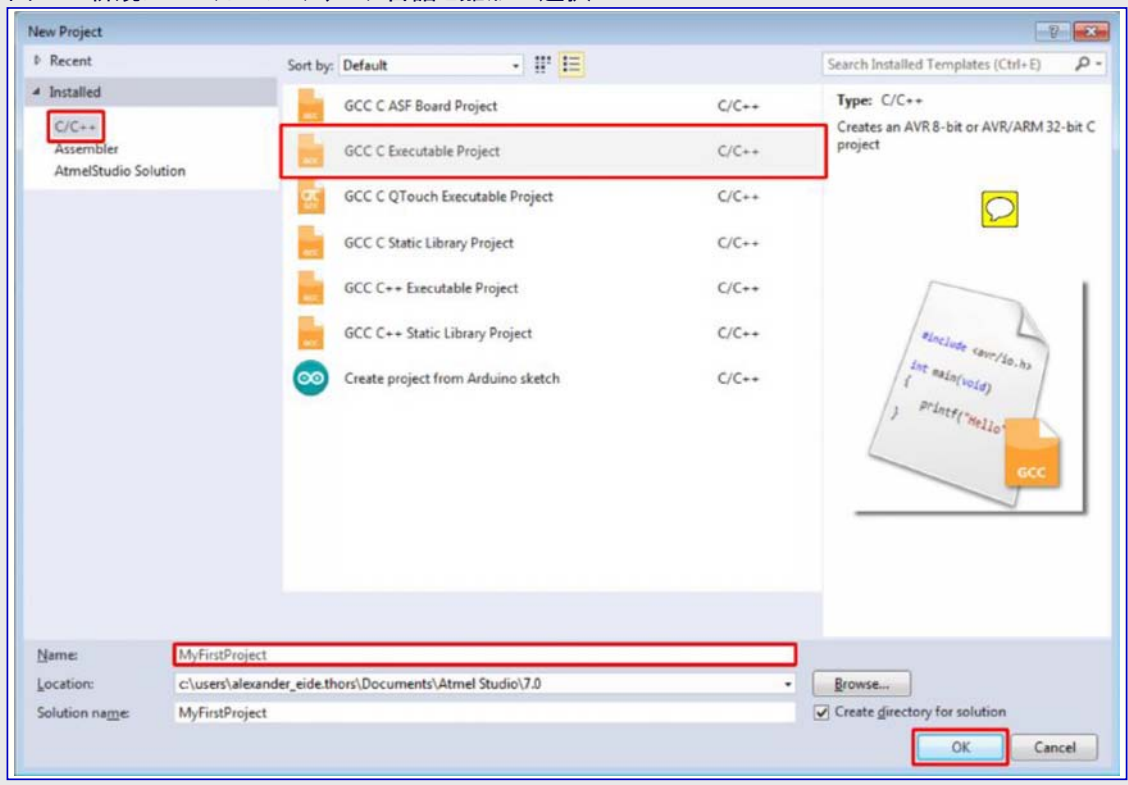 New Project
Recent
Installed
C/C++
Assembler
AtmelStudio Solution
Sort by: Default
GCC C ASF Board Project C/C++
GCC C Executable Project C/C++
GCC C QTouch Executable Project C/C++
GCC C Static Library Project C/C++
GCC C++ Executable Project C/C++
GCC C++ Static Library Project C/C++
Create project from Arduino sketch C/C++
Search Installed Templates (Ctrl+E)
Type: C/C++
Creates an AVR 8-bit or AVR/ARM 32-bit C
project
#include <avr/io.h>
int main(void)
{
printf("Hello"
}
GCC
Name: MyFirstProject
Location: c:\users\alexander_eide.thors\Documents\Atmel Studio\7.0
Browse...
Solution name: MyFirstProject
Create directory for solution
OK Cancel